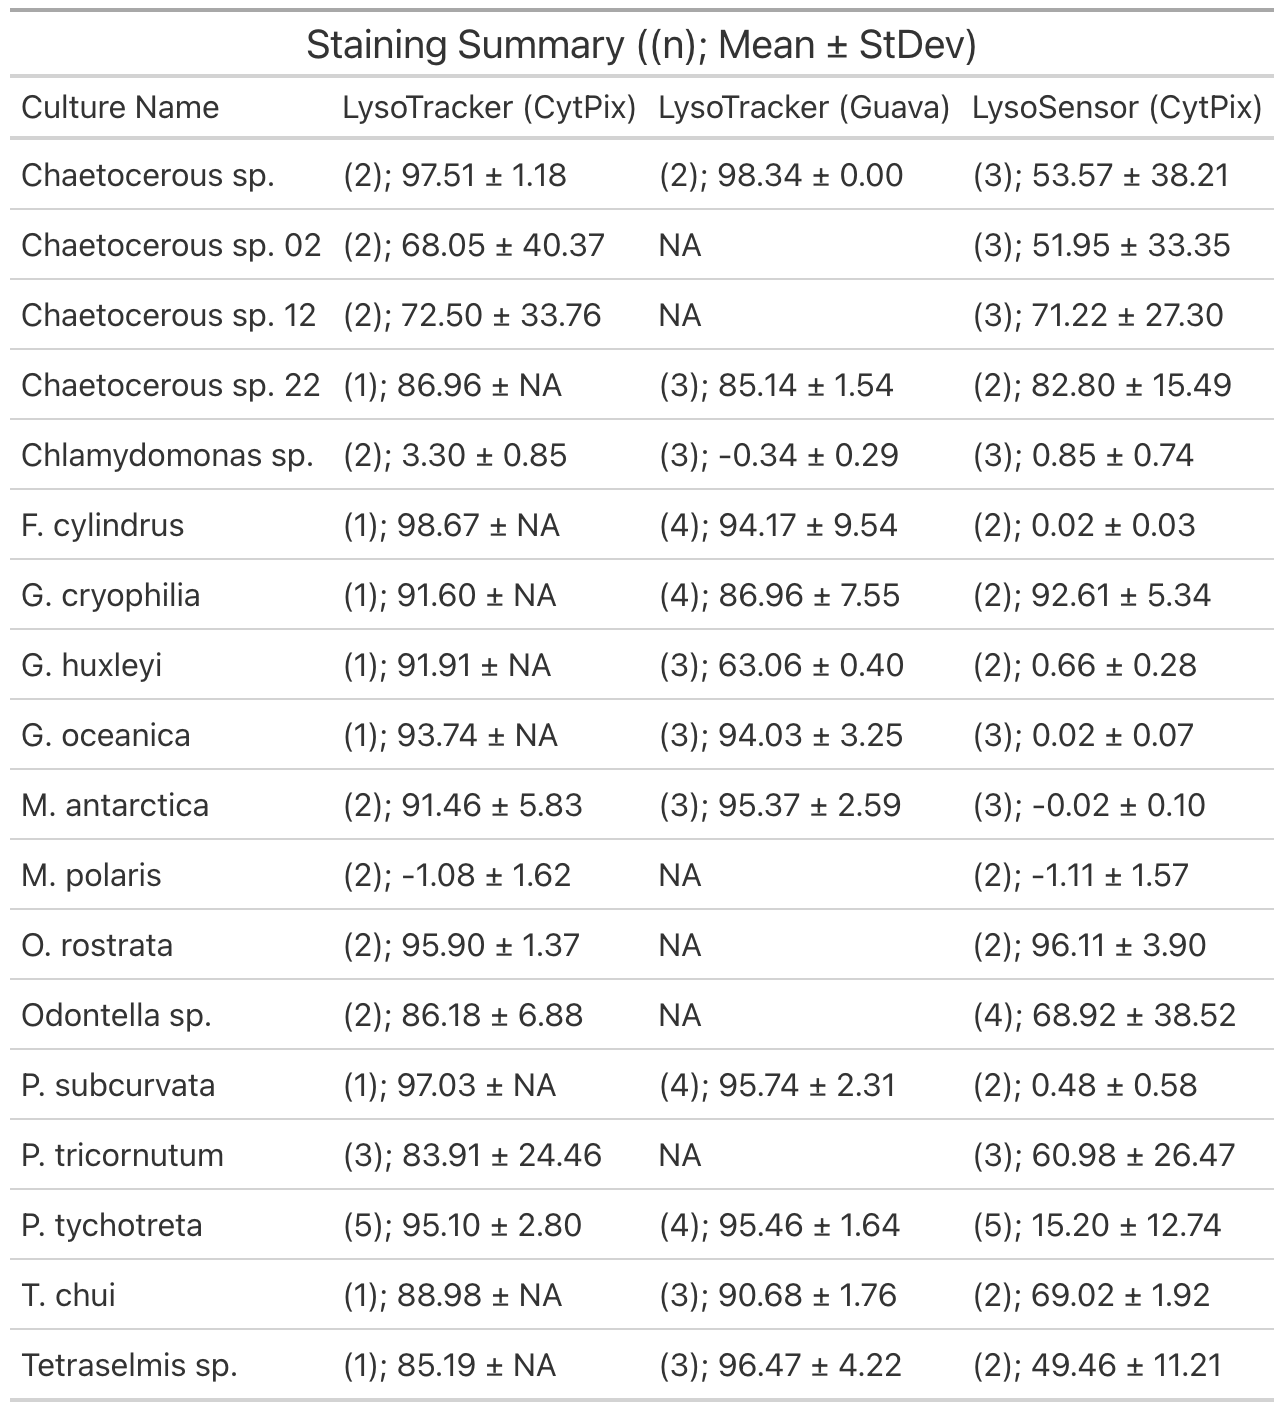 Staining Summary ((n); Mean ± StDev)
Culture Name LysoTracker (CytPix) LysoTracker (Guava) LysoSensor (CytPix)
Chaetocerous sp. (2); 97.51 ± 1.18 (2); 98.34 ± 0.00 (3); 53.57 ± 38.21
Chaetocerous sp. 02 (2); 68.05 ± 40.37 NA (3); 51.95 ± 33.35
Chaetocerous sp. 12 (2); 72.50 ± 33.76 NA (3); 71.22 ± 27.30
Chaetocerous sp. 22 (1); 86.96 ± NA (3); 85.14 ± 1.54 (2); 82.80 ± 15.49
Chlamydomonas sp. (2); 3.30 ± 0.85 (3); -0.34 ± 0.29 (3); 0.85 ± 0.74
F. cylindrus (1); 98.67 ± NA (4); 94.17 ± 9.54 (2); 0.02 ± 0.03
G. cryophilia (1); 91.60 ± NA (4); 86.96 ± 7.55 (2); 92.61 ± 5.34
G. huxleyi (1); 91.91 ± NA (3); 63.06 ± 0.40 (2); 0.66 ± 0.28
G. oceanica (1); 93.74 ± NA (3); 94.03 ± 3.25 (3); 0.02 ± 0.07
M. antarctica (2); 91.46 ± 5.83 (3); 95.37 ± 2.59 (3); -0.02 ± 0.10
M. polaris (2); -1.08 ± 1.62 NA (2); -1.11 ± 1.57
O. rostrata (2); 95.90 ± 1.37 NA (2); 96.11 ± 3.90
Odontella sp. (2); 86.18 ± 6.88 NA (4); 68.92 ± 38.52
P. subcurvata (1); 97.03 ± NA (4); 95.74 ± 2.31 (2); 0.48 ± 0.58
P. tricornutum (3); 83.91 ± 24.46 NA (3); 60.98 ± 26.47
P. tychotreta (5); 95.10 ± 2.80 (4); 95.46 ± 1.64 (5); 15.20 ± 12.74
T. chui (1); 88.98 ± NA (3); 90.68 ± 1.76 (2); 69.02 ± 1.92
Tetraselmis sp. (1); 85.19 ± NA (3); 96.47 ± 4.22 (2); 49.46 ± 11.21